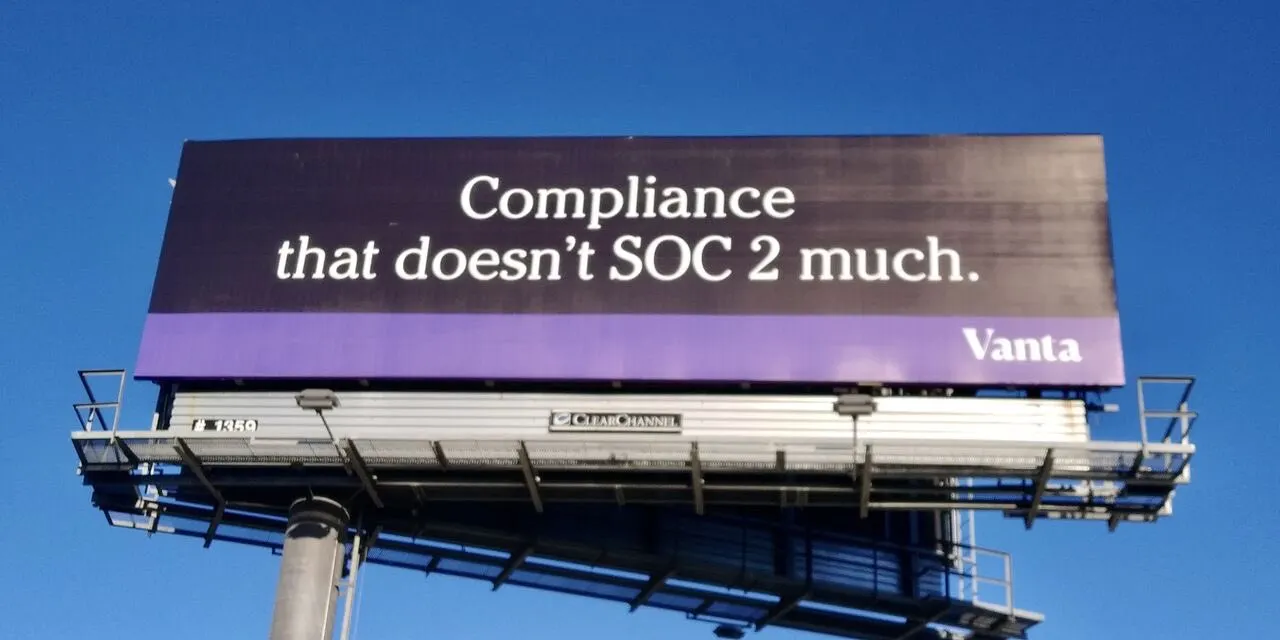 Compliance
that doesn't SOC 2 much.
Vanta
# 1359
CLEARCHANNEL